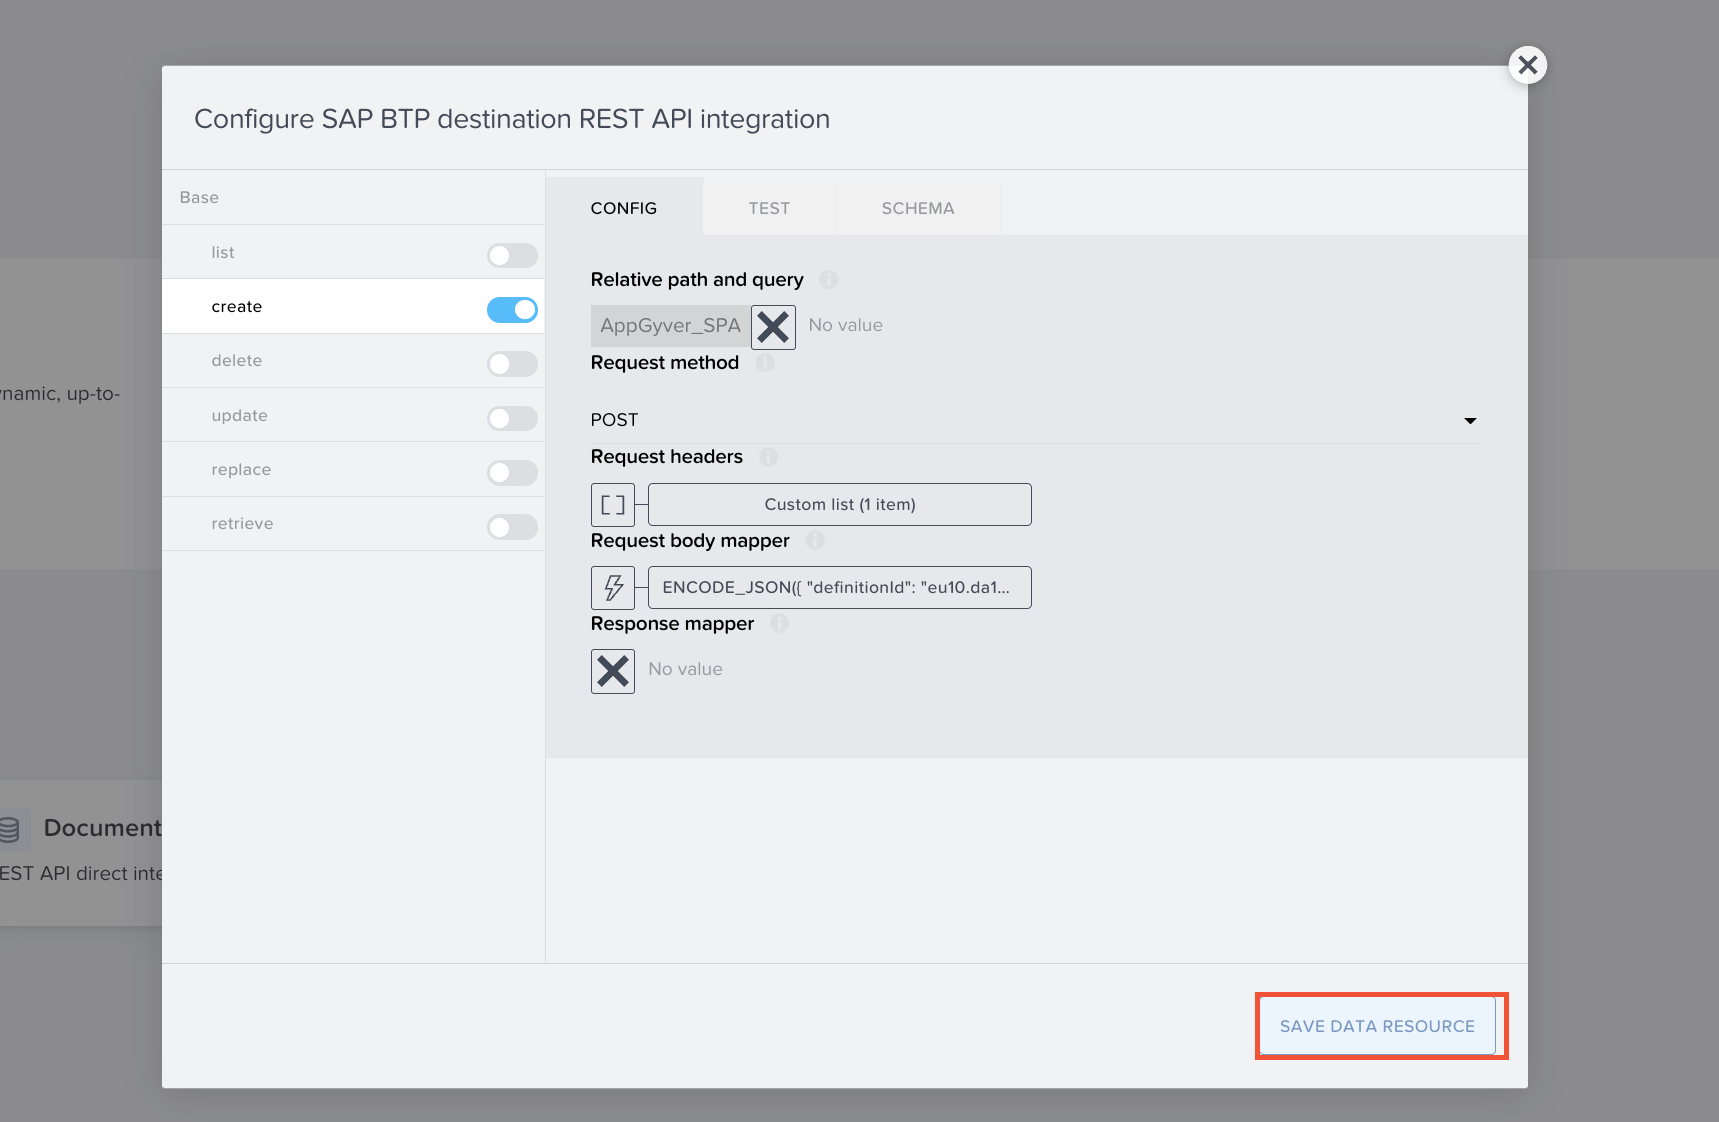 Configure SAP BTP destination REST API integration
Base
list
create
delete
update
replace
retrieve
CONFIG
TEST
SCHEMA
Relative path and query
AppGyver_SPA
No value
Request method
POST
Request headers
[ ]
Custom list (1 item)
Request body mapper
ENCODE_JSON({ "definitionId": "eu10.da1...
Response mapper
No value
SAVE DATA RESOURCE
namic, up-to-
Document
EST API direct inte